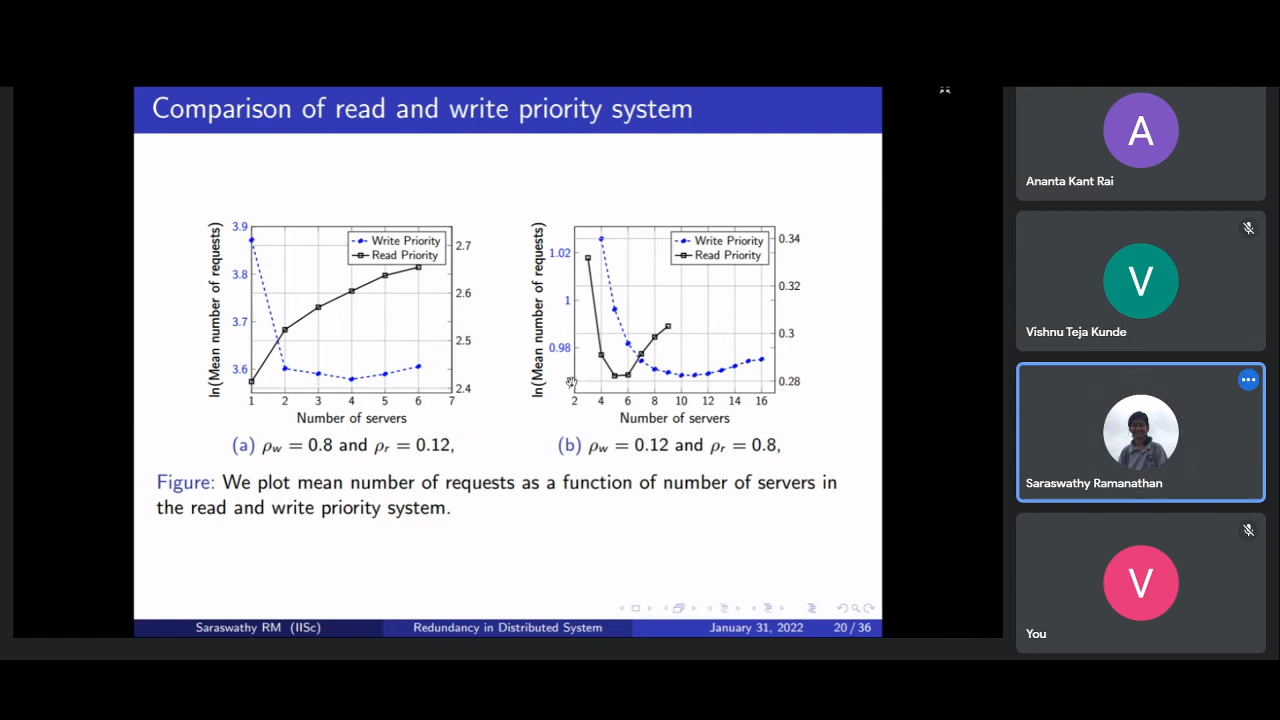 Comparison of read and write priority system
ln(Mean number of requests)
3.9
3.8
3.7
3.6
Write Priority
Read Priority
2.7
2.6
2.5
2.4
1 2 3 4 5 6 7
Number of servers
(a) ρw = 0.8 and ρr = 0.12,
ln(Mean number of requests)
1.02
1
0.98
Write Priority
Read Priority
0.34
0.32
0.3
0.28
2 4 6 8 10 12 14 16
Number of servers
(b) ρw = 0.12 and ρr = 0.8,
Figure: We plot mean number of requests as a function of number of servers in
the read and write priority system.
Saraswathy RM (IISc) Redundancy in Distributed System January 31, 2022 20 / 36
A
Ananta Kant Rai
V
Vishnu Teja Kunde
Saraswathy Ramanathan
V
You